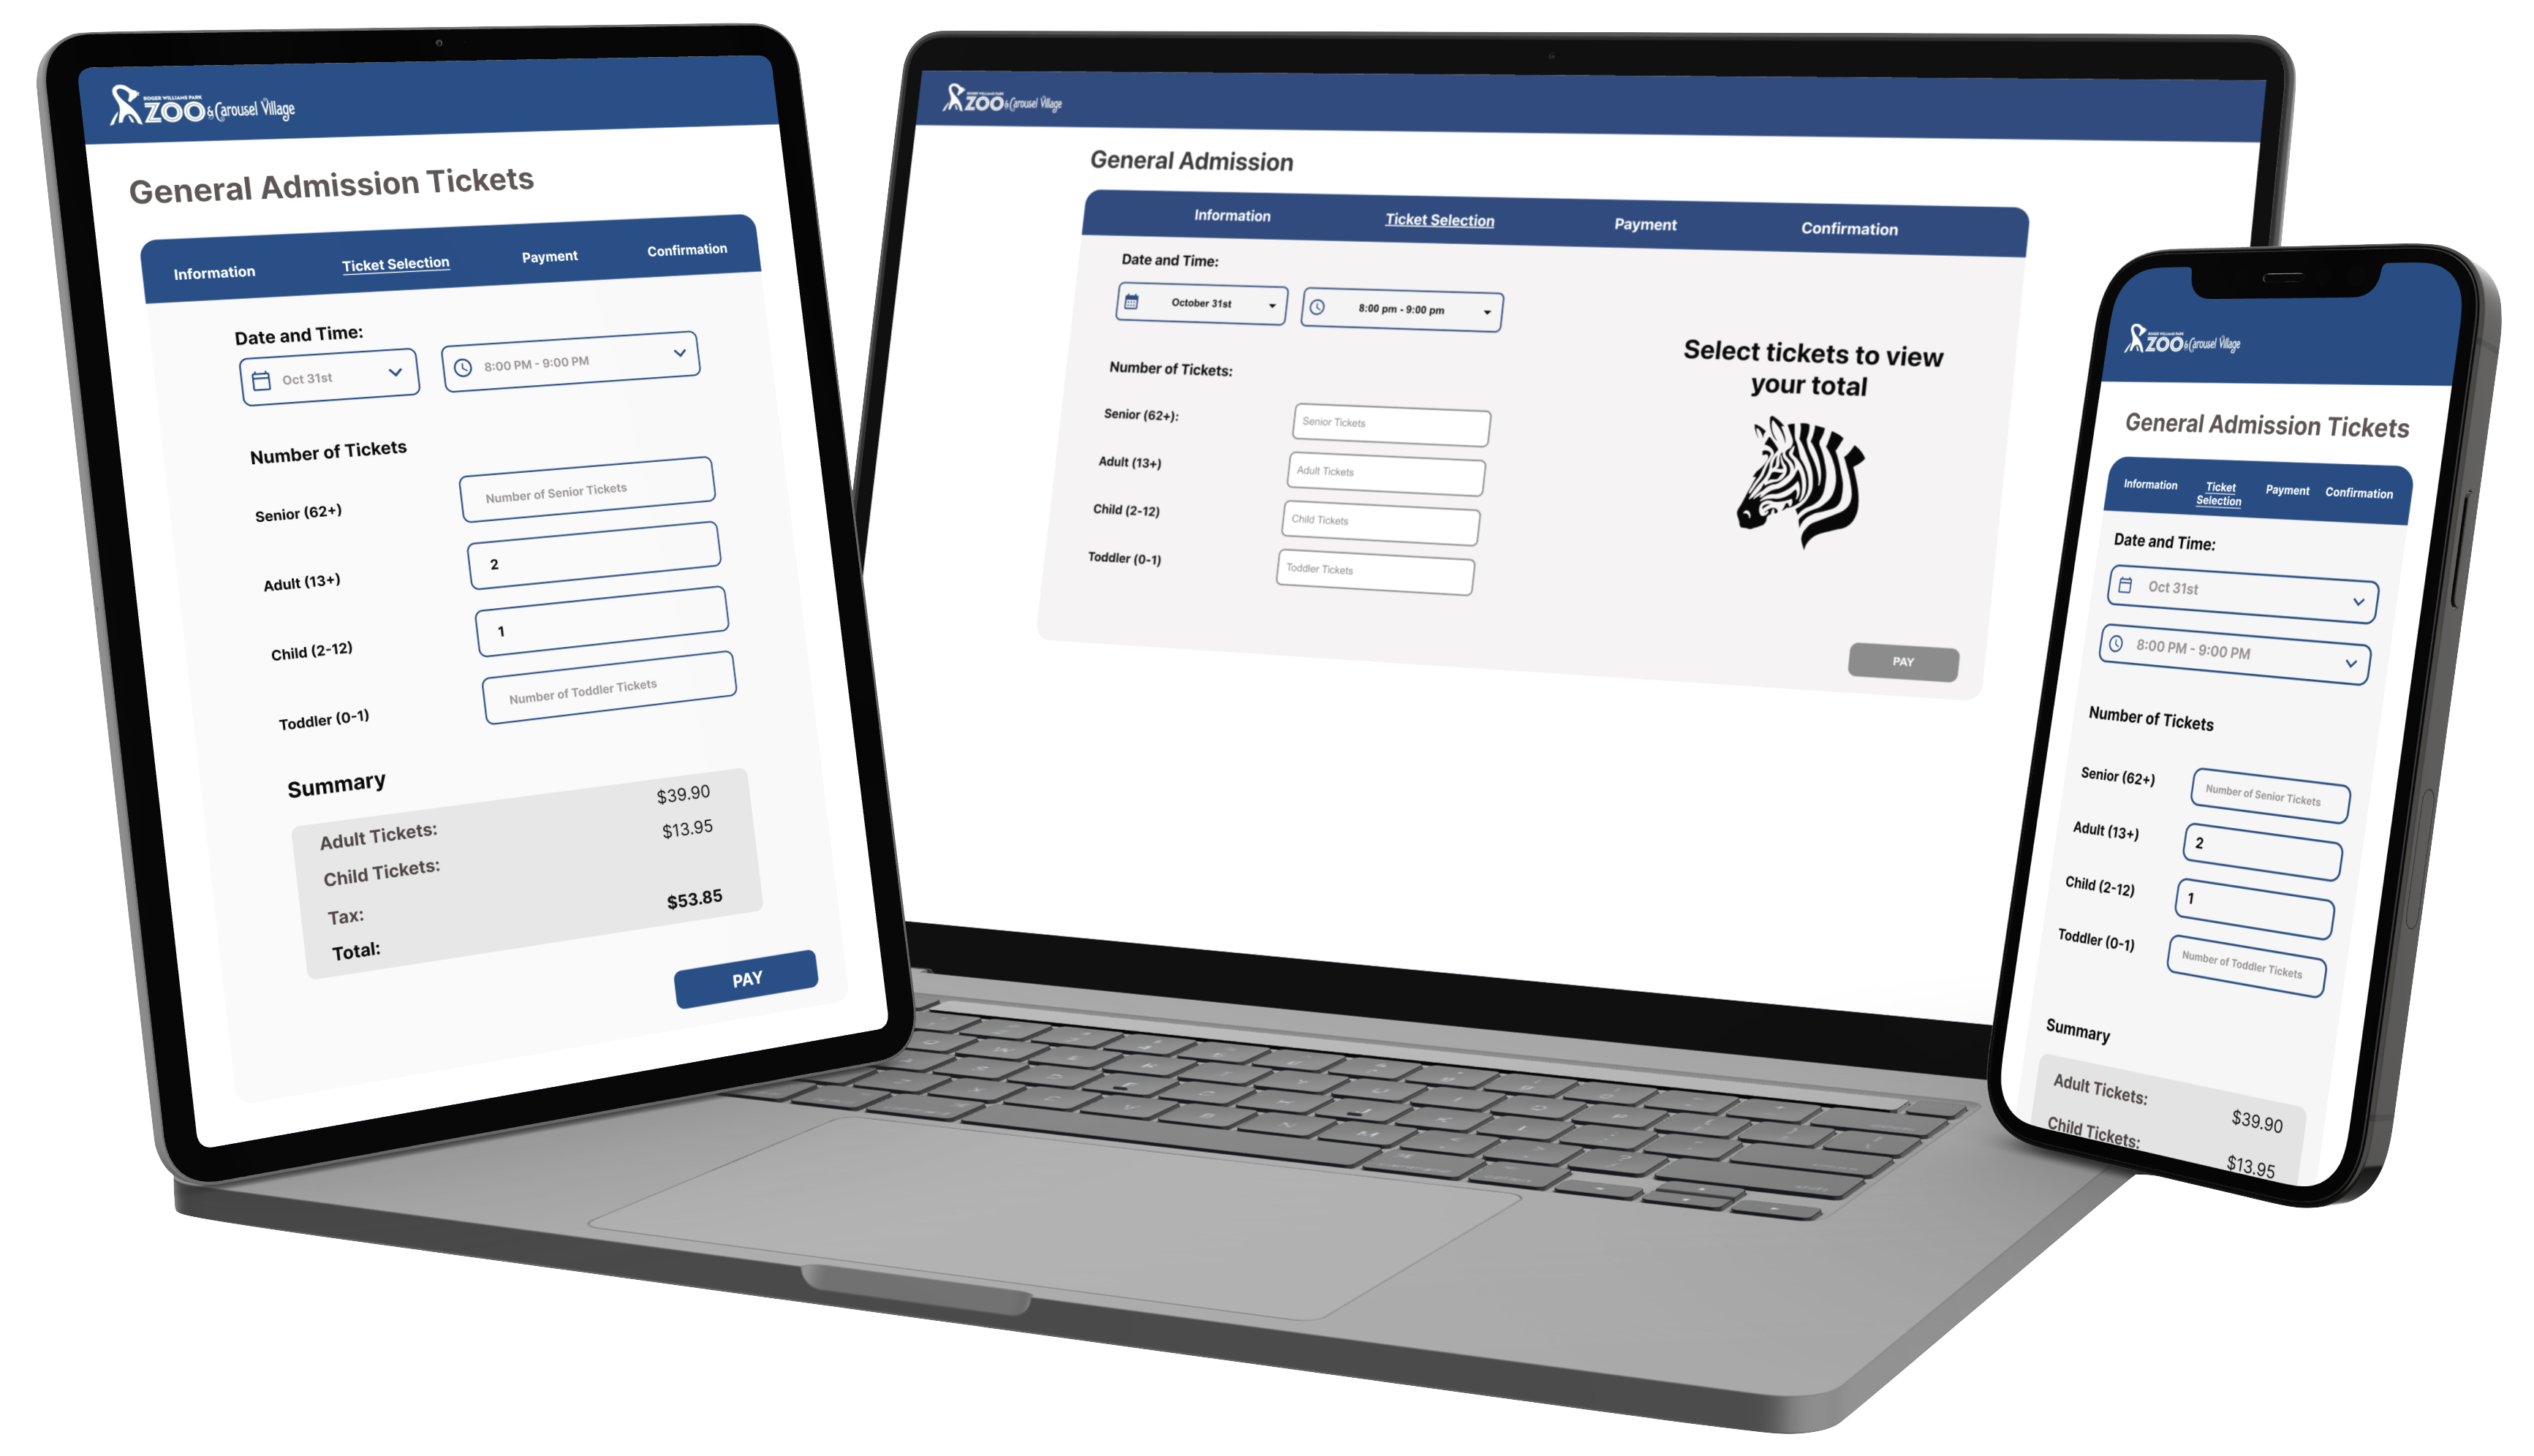 ROGER WILLIAMS PARK
ZOO & Carousel Village
General Admission Tickets
Information Ticket Selection Payment Confirmation
Date and Time:
Oct 31st 8:00 PM - 9:00 PM
Number of Tickets
Senior (62+) Number of Senior Tickets
Adult (13+) 2
Child (2-12) 1
Toddler (0-1) Number of Toddler Tickets
Summary
Adult Tickets: $39.90
Child Tickets: $13.95
Tax:
Total: $53.85
PAY
ROGER WILLIAMS PARK
ZOO & Carousel Village
General Admission
Information Ticket Selection Payment Confirmation
Date and Time:
October 31st 8:00 pm - 9:00 pm
Number of Tickets:
Senior (62+): Senior Tickets
Adult (13+) Adult Tickets
Child (2-12) Child Tickets
Toddler (0-1) Toddler Tickets
Select tickets to view
your total
PAY
ROGER WILLIAMS PARK
ZOO & Carousel Village
General Admission Tickets
Information Ticket Selection Payment Confirmation
Date and Time:
Oct 31st
8:00 PM - 9:00 PM
Number of Tickets
Senior (62+) Number of Senior Tickets
Adult (13+) 2
Child (2-12) 1
Toddler (0-1) Number of Toddler Tickets
Summary
Adult Tickets: $39.90
Child Tickets: $13.95